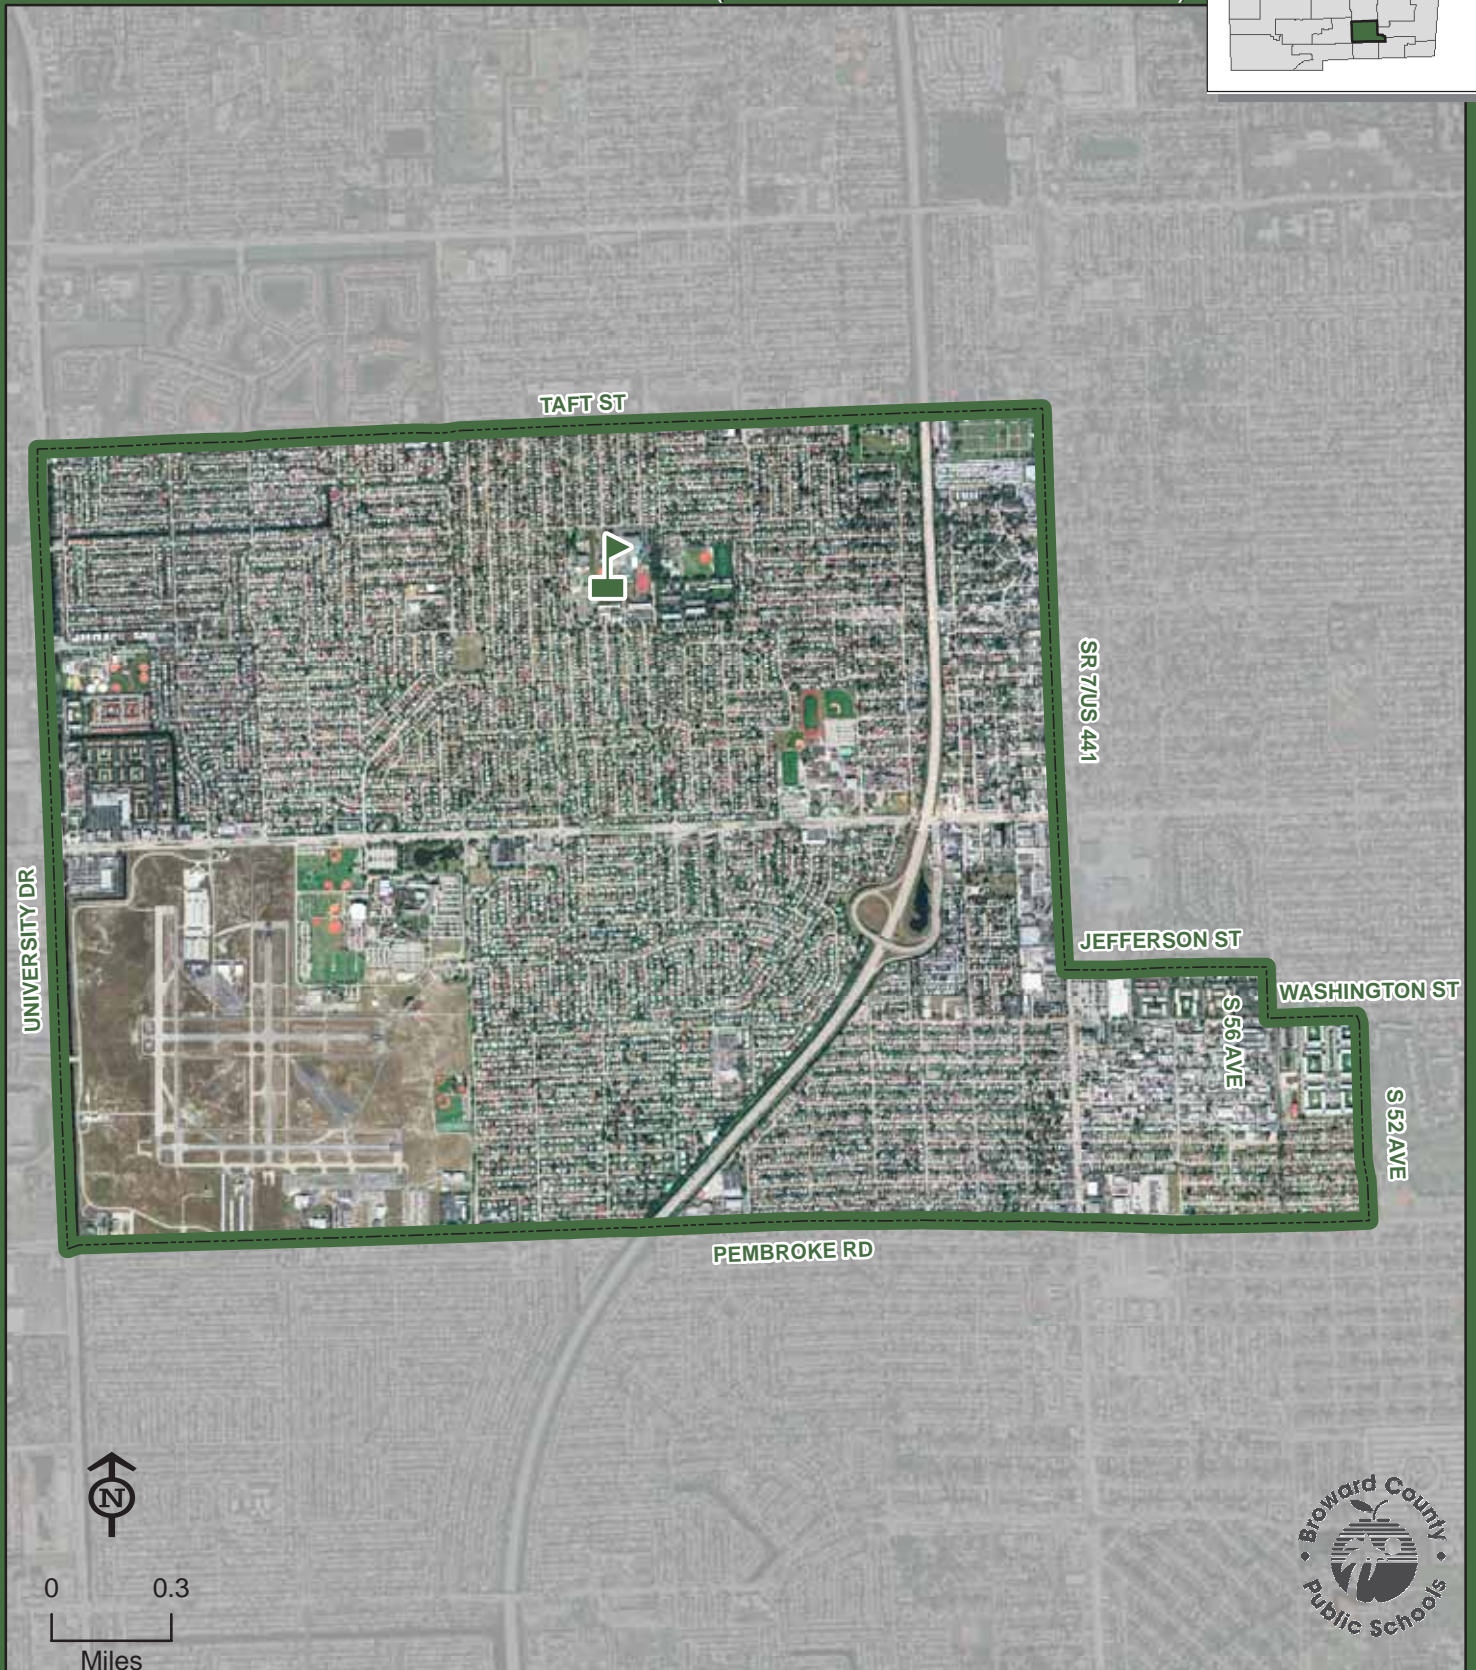 TAFT ST
SR 7/US 441
UNIVERSITY DR
JEFFERSON ST
WASHINGTON ST
S 56 AVE
S 52 AVE
PEMBROKE RD
N
0 0.3
Miles
Broward County
Public Schools